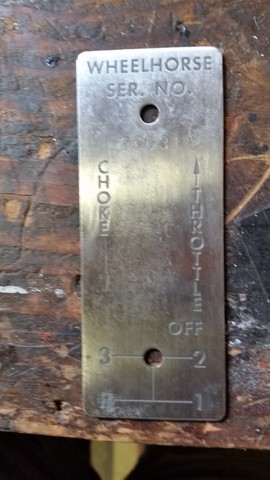 WHEELHORSE
SER. NO.
CHOKE
THROTTLE
OFF
3 2
R 1